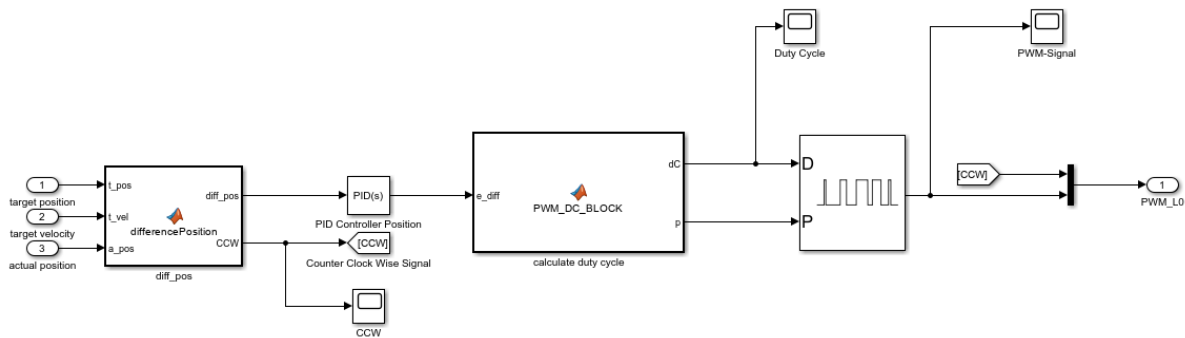 Duty Cycle
PWM-Signal
1
target position
2
target velocity
3
actual position
t_pos
t_vel
a_pos
differencePosition
diff_pos
CCW
diff_pos
PID(s)
PID Controller Position
[CCW]
Counter Clock Wise Signal
CCW
e_diff
PWM_DC_BLOCK
dC
p
calculate duty cycle
D
P
[CCW]
1
PWM_L0